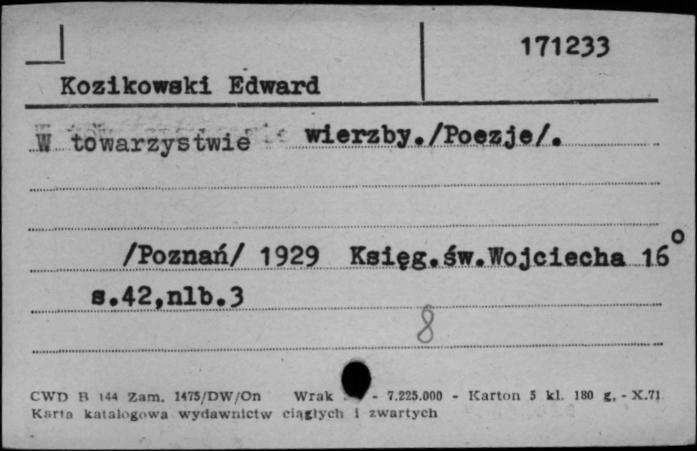 171233
Kozikowski Edward
W towarzystwie wierzby./Poezje/.
/Poznań/ 1929 Księg.św.Wojciecha 16°
s.42,nlb.3
8
CWD B 144 Zam. 1475/DW/On Wrak - 7.225.000 - Karton 5 kl. 180 g. - X.71
Karta katalogowa wydawnictw ciągłych i zwartych